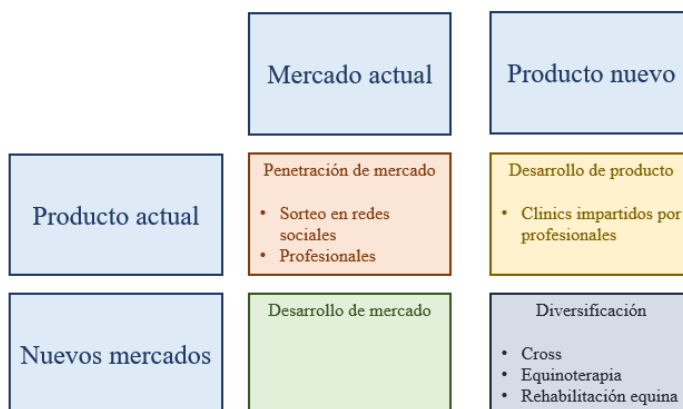 Mercado actual
Producto nuevo
Producto actual
Penetración de mercado
• Sorteo en redes
sociales
• Profesionales
Desarrollo de producto
• Clinics impartidos por
profesionales
Nuevos mercados
Desarrollo de mercado
Diversificación
• Cross
• Equinoterapia
• Rehabilitación equina